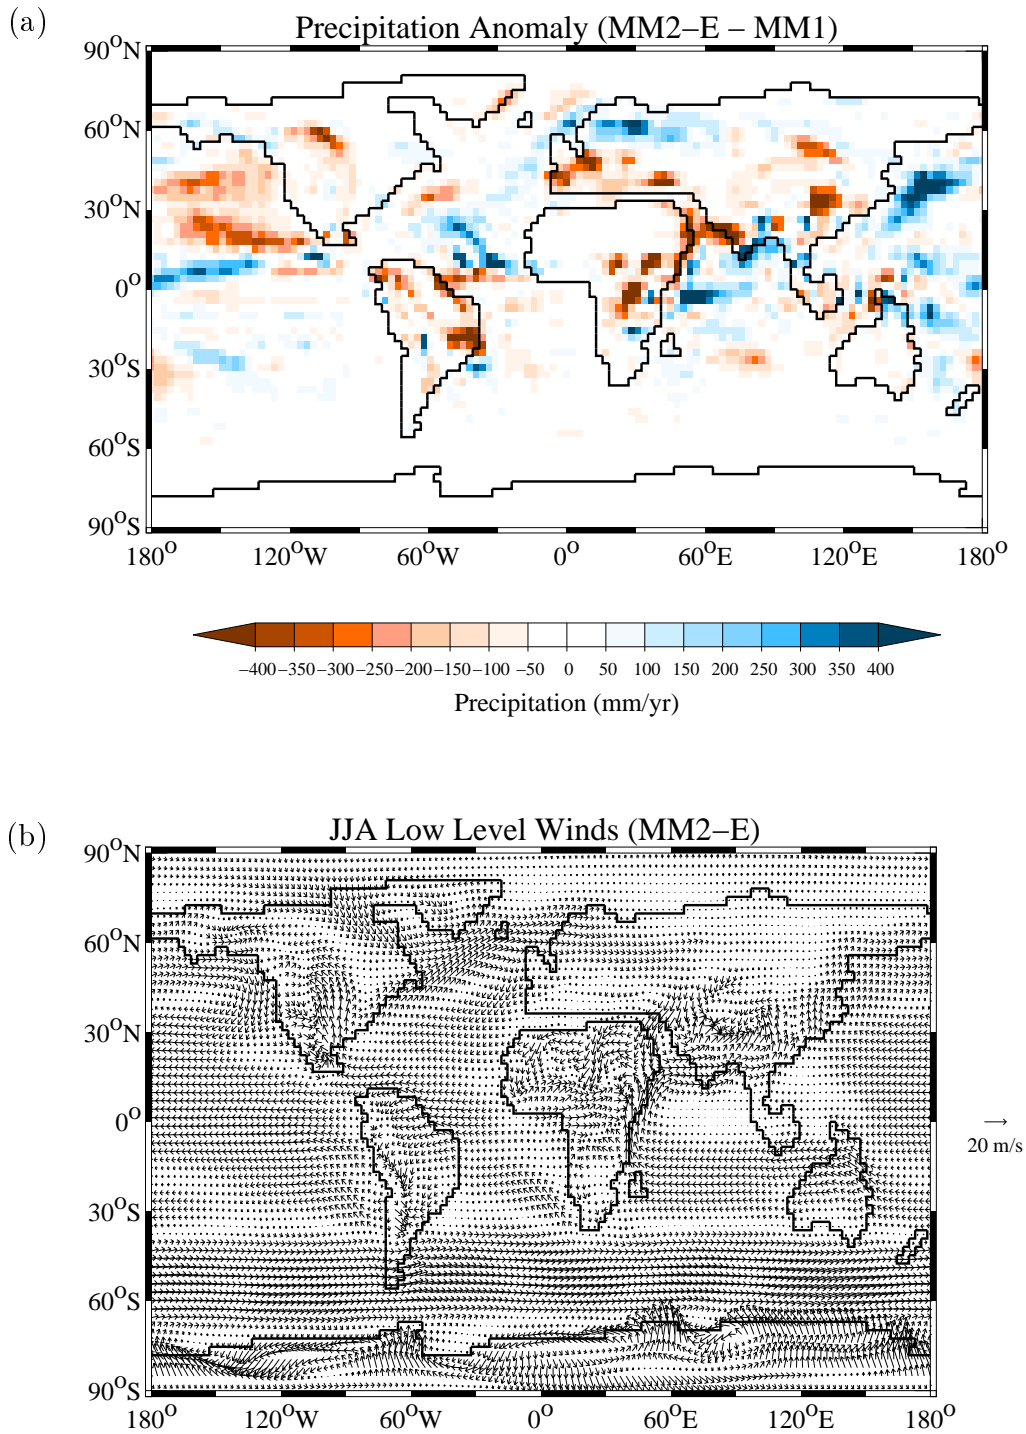 (a)
Precipitation Anomaly (MM2−E − MM1)
90°N
60°N
30°N
0°
30°S
60°S
90°S
180° 120°W 60°W 0° 60°E 120°E 180°
−400 −350 −300 −250 −200 −150 −100 −50 0 50 100 150 200 250 300 350 400
Precipitation (mm/yr)
(b)
JJA Low Level Winds (MM2−E)
90°N
60°N
30°N
0°
20 m/s
30°S
60°S
90°S
180° 120°W 60°W 0° 60°E 120°E 180°